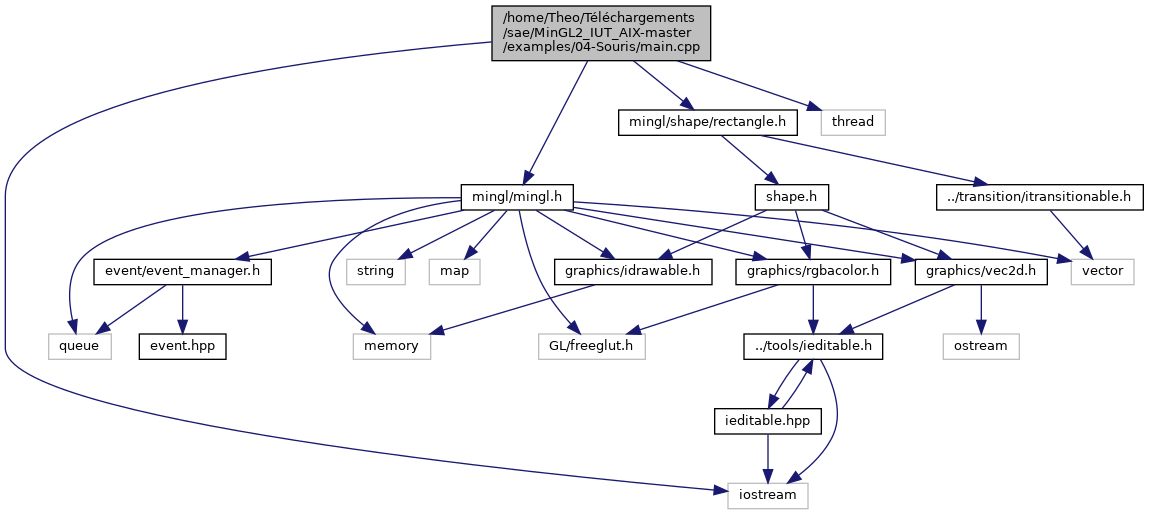 /home/Theo/Téléchargements
/sae/MinGL2_IUT_AIX-master
/examples/04-Souris/main.cpp
mingl/shape/rectangle.h
thread
mingl/mingl.h
shape.h
../transition/itransitionable.h
event/event_manager.h
string
map
graphics/idrawable.h
graphics/rgbacolor.h
graphics/vec2d.h
vector
queue
event.hpp
memory
GL/freeglut.h
../tools/ieditable.h
ostream
ieditable.hpp
iostream